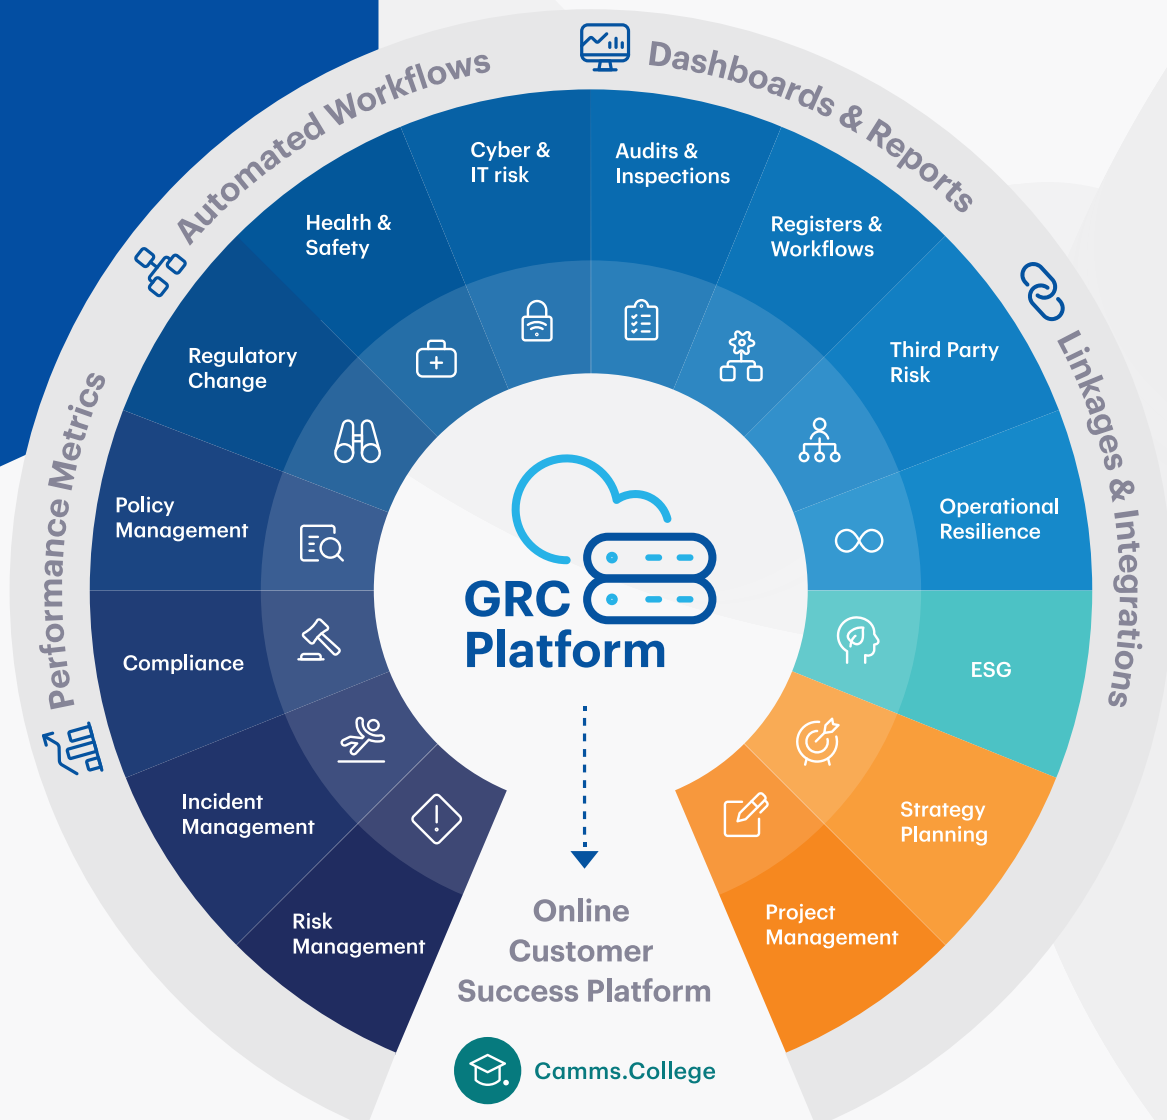 Performance Metrics
Automated Workflows
Dashboards & Reports
Linkages & Integrations
Risk
Management
Incident
Management
Compliance
Policy
Management
Regulatory
Change
Health &
Safety
Cyber &
IT risk
Audits &
Inspections
Registers &
Workflows
Third Party
Risk
Operational
Resilience
ESG
Strategy
Planning
Project
Management
GRC
Platform
Online
Customer
Success Platform
Camms.College